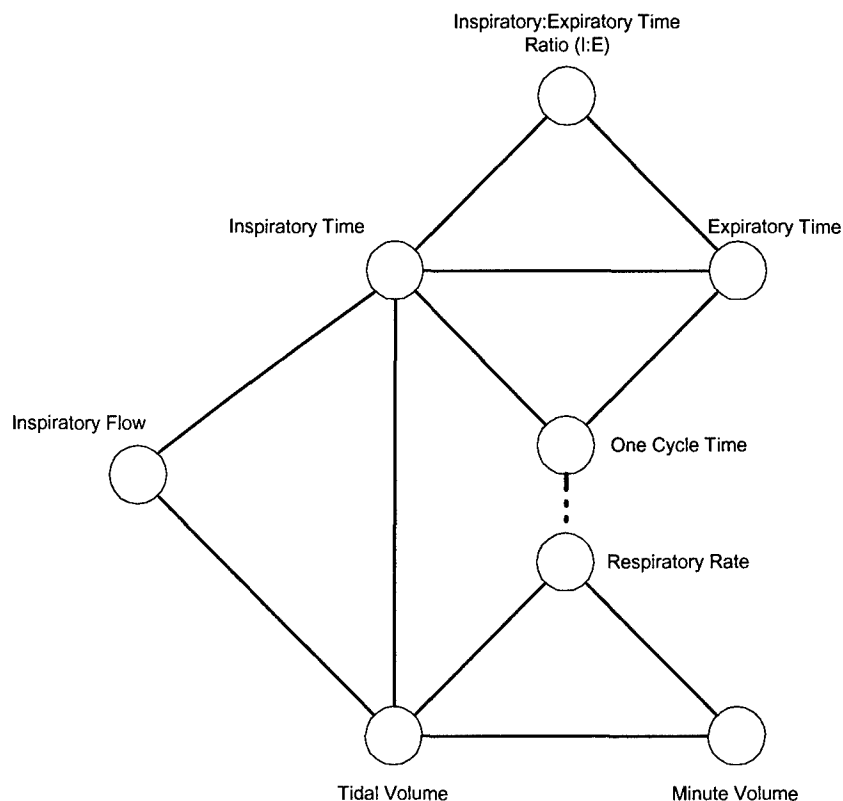 Inspiratory:Expiratory Time
Ratio (I:E)
Inspiratory Time
Expiratory Time
Inspiratory Flow
One Cycle Time
Respiratory Rate
Tidal Volume
Minute Volume